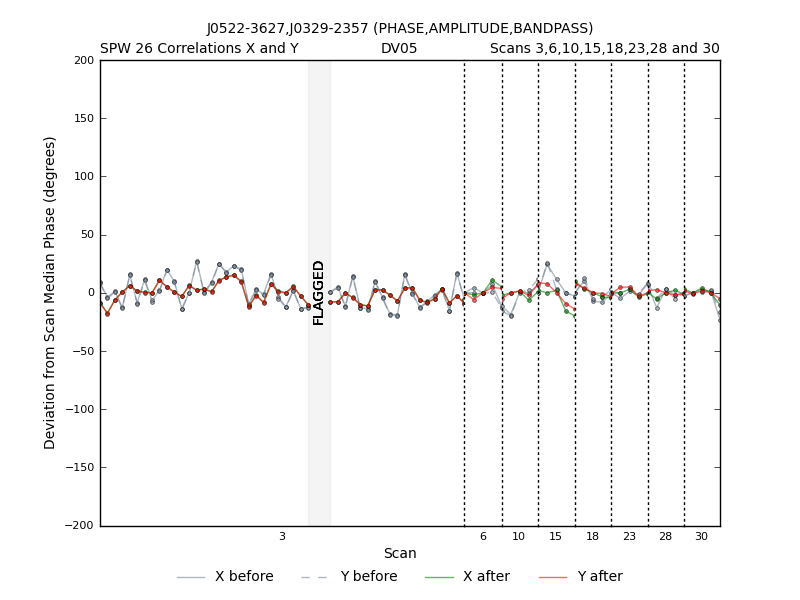 J0522-3627,J0329-2357 (PHASE,AMPLITUDE,BANDPASS)
SPW 26 Correlations X and Y DV05 Scans 3,6,10,15,18,23,28 and 30
200
150
100
50
0
−50
−100
−150
−200
Deviation from Scan Median Phase (degrees)
FLAGGED
3 6 10 15 18 23 28 30
Scan
X before Y before X after Y after